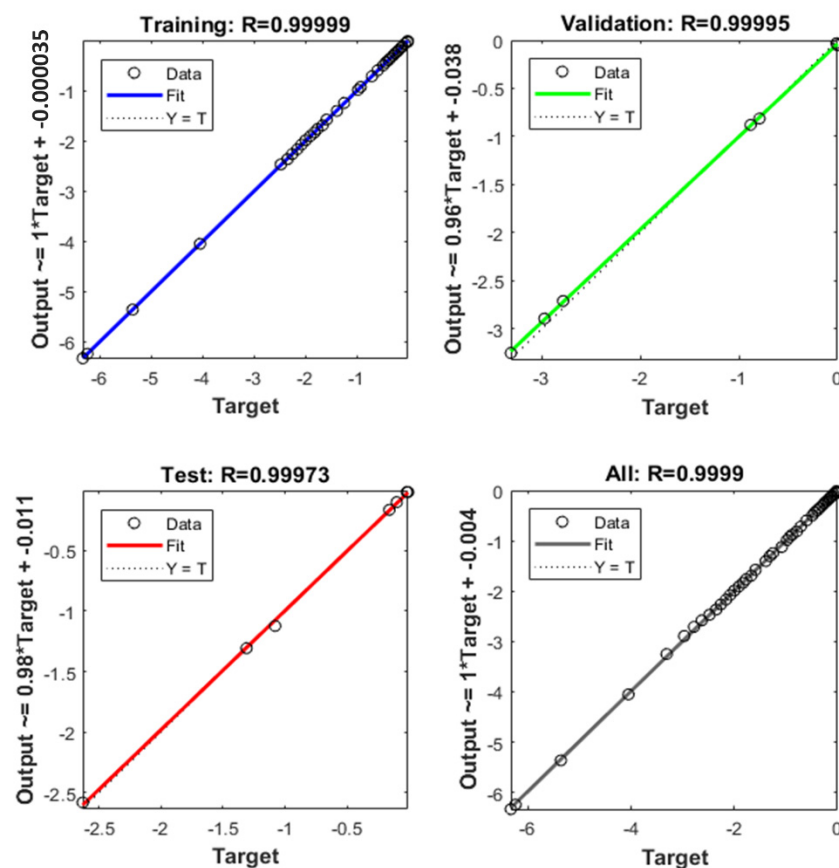 Training: R=0.99999
Output ~= 1*Target + -0.000035
Data
Fit
Y = T
-1
-2
-3
-4
-5
-6
-6
-5
-4
-3
-2
-1
Target
Validation: R=0.99995
Output ~= 0.96*Target + -0.038
Data
Fit
Y = T
0
-0.5
-1
-1.5
-2
-2.5
-3
-3
-2
-1
0
Target
Test: R=0.99973
Output ~= 0.98*Target + -0.011
Data
Fit
Y = T
-0.5
-1
-1.5
-2
-2.5
-2.5
-2
-1.5
-1
-0.5
Target
All: R=0.9999
Output ~= 1*Target + -0.004
Data
Fit
Y = T
0
-1
-2
-3
-4
-5
-6
-6
-4
-2
0
Target